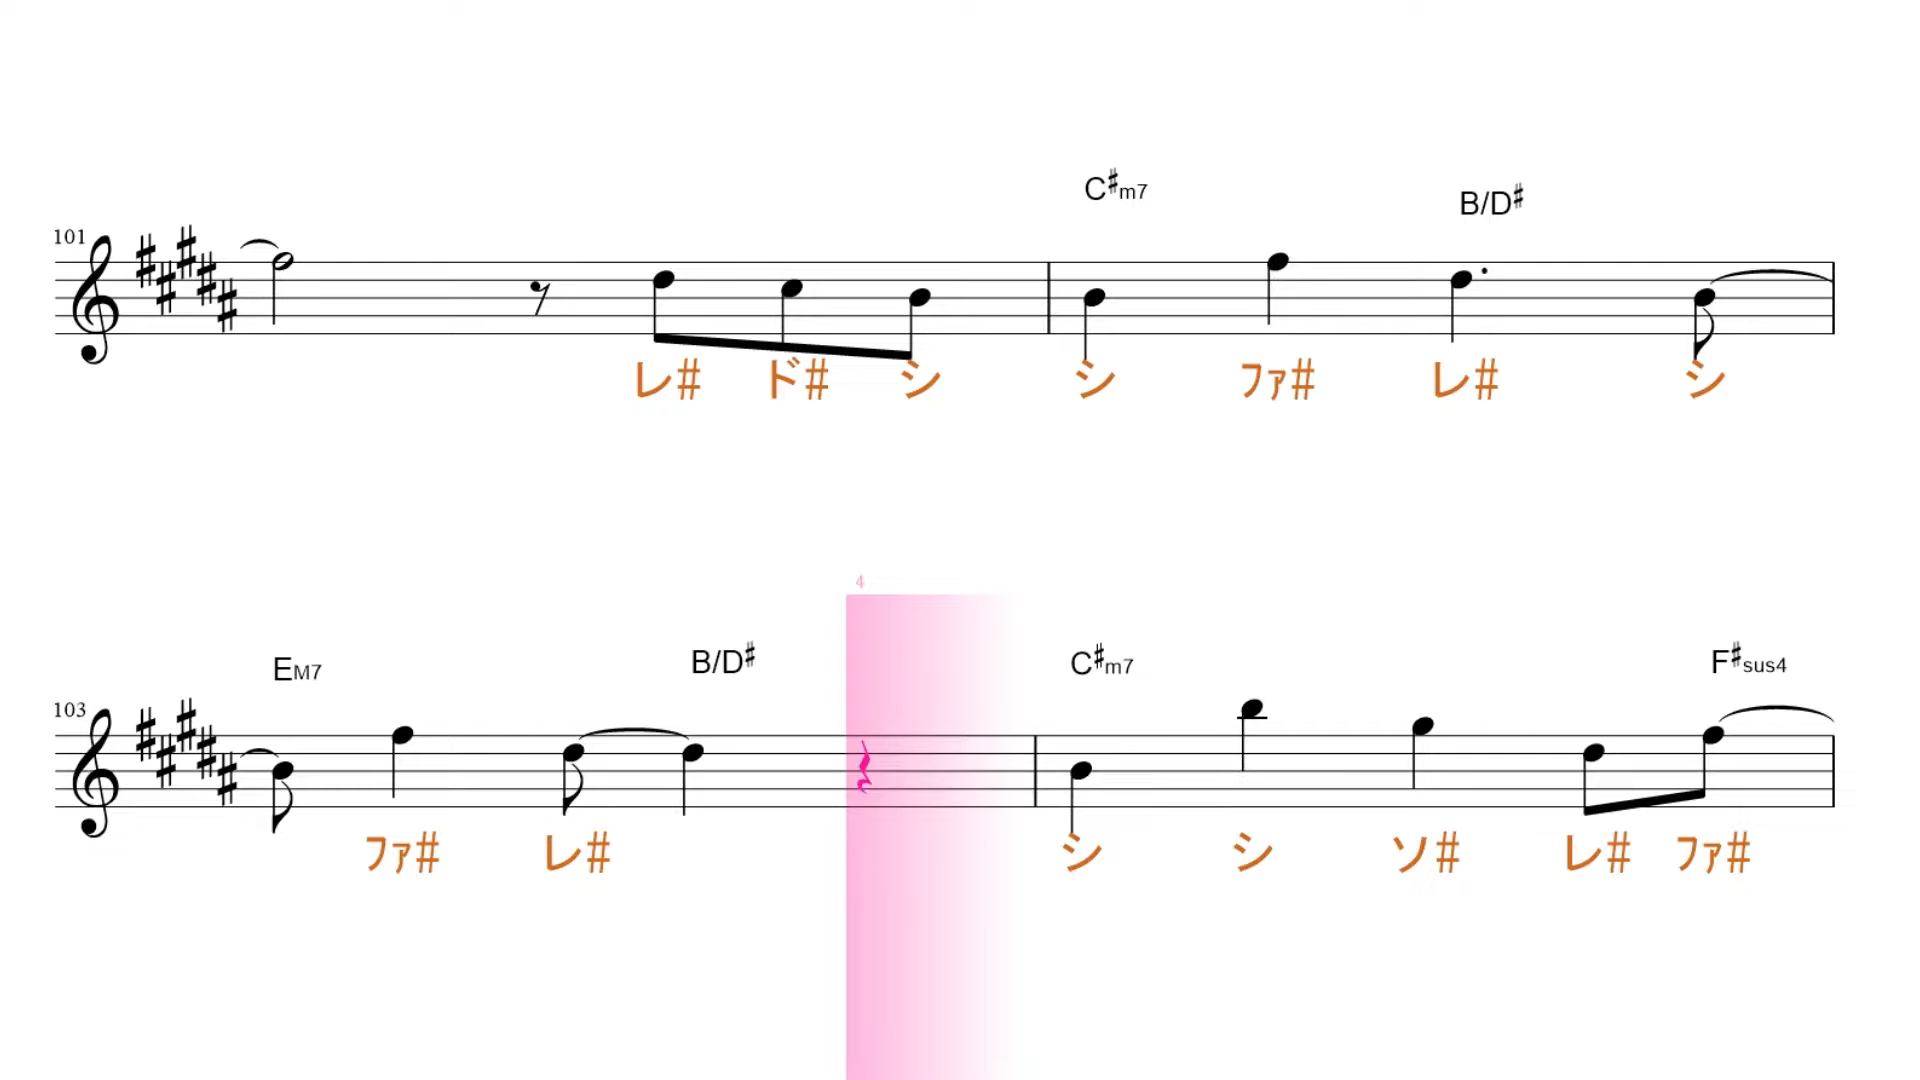 C♯m7 B/D♯
101
レ# ド# シ シ ファ# レ# シ
4
EM7 B/D♯ C♯m7 F♯sus4
103
ファ# レ# シ シ ソ# レ# ファ#